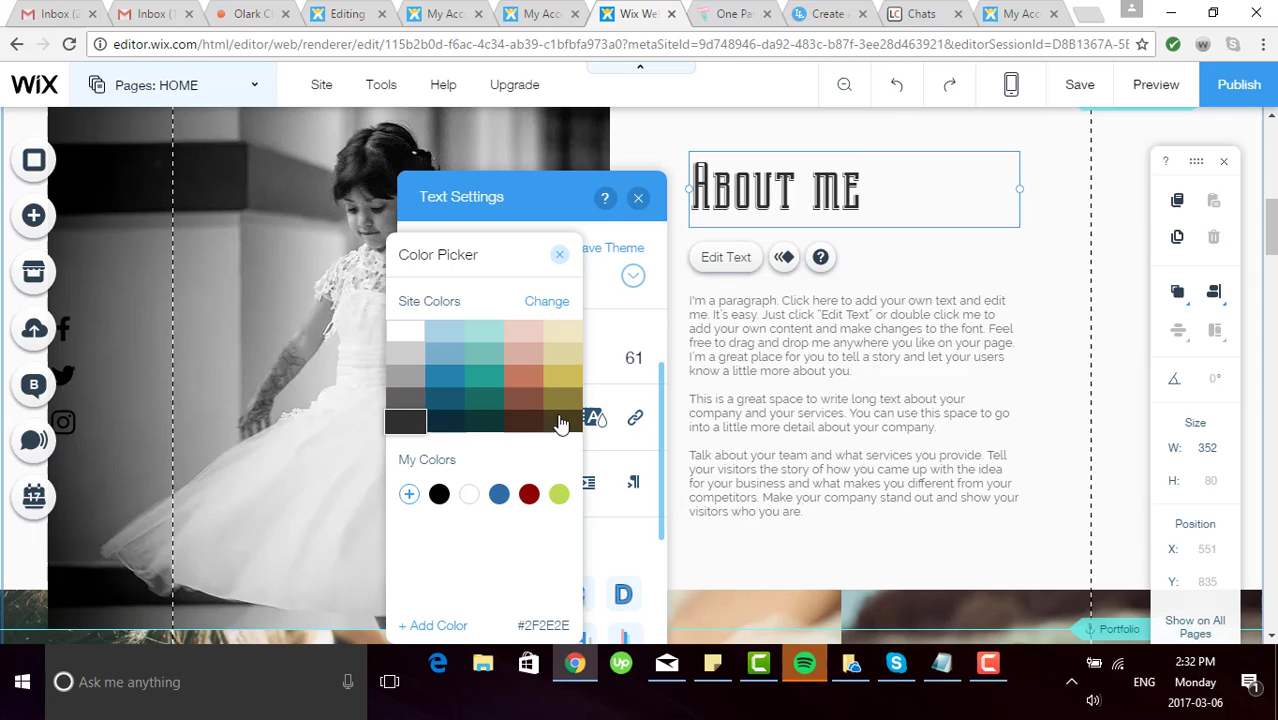 Inbox (2
Inbox (1
Olark Cl
Editing
My Acc
My Acc
Wix We
One Pa
Create A
LC Chats
My Acc
editor.wix.com/html/editor/web/renderer/edit/115b2b0d-f6ac-4c34-ab39-c1bfbfa973a0?metaSiteId=9d748946-da92-483c-b87f-3ee28d463921&editorSessionId=D8B1367A-5E
WiX
Pages: HOME
Site
Tools
Help
Upgrade
Save
Preview
Publish
Text Settings
?
ave Theme
Color Picker
Site Colors
Change
61
My Colors
+ Add Color
#2F2E2E
About me
Edit Text
?
I'm a paragraph. Click here to add your own text and edit
me. It's easy. Just click "Edit Text" or double click me to
add your own content and make changes to the font. Feel
free to drag and drop me anywhere you like on your page.
I'm a great place for you to tell a story and let your users
know a little more about you.
This is a great space to write long text about your
company and your services. You can use this space to go
into a little more detail about your company.
Talk about your team and what services you provide. Tell
your visitors the story of how you came up with the idea
for your business and what makes you different from your
competitors. Make your company stand out and show your
visitors who you are.
?
0°
Size
W: 352
H: 80
Position
X: 551
Y: 835
Show on All
Pages
Portfolio
B
17
D
Ask me anything
Up
ENG
2:32 PM
Monday
2017-03-06